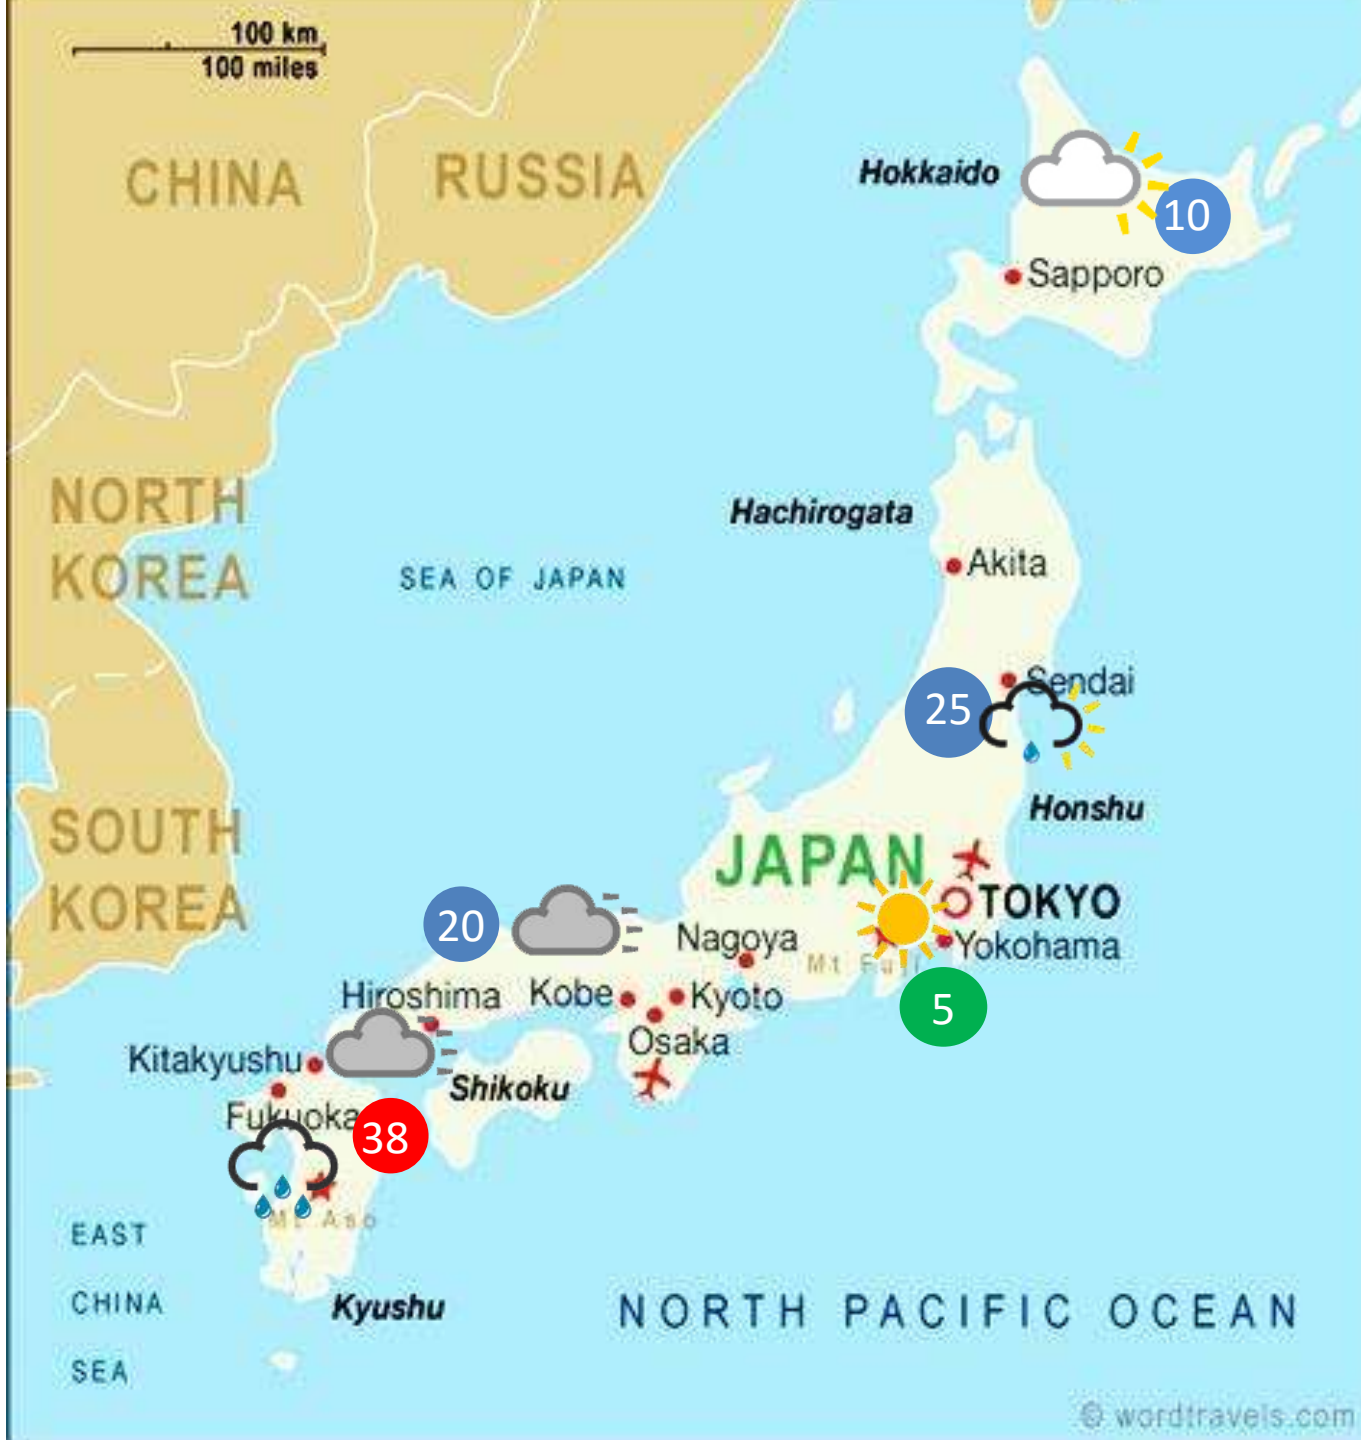 100 km
100 miles
CHINA
RUSSIA
Hokkaido
10
Sapporo
NORTH
KOREA
Hachirogata
SEA OF JAPAN
Akita
Sendai
25
Honshu
SOUTH
KOREA
JAPAN
TOKYO
20
Nagoya
Yokohama
Mt Fuji
Hiroshima
Kobe
Kyoto
5
Osaka
Kitakyushu
Shikoku
Fukuoka
38
Mt Aso
EAST
CHINA
SEA
Kyushu
NORTH PACIFIC OCEAN
© wordtravels.com